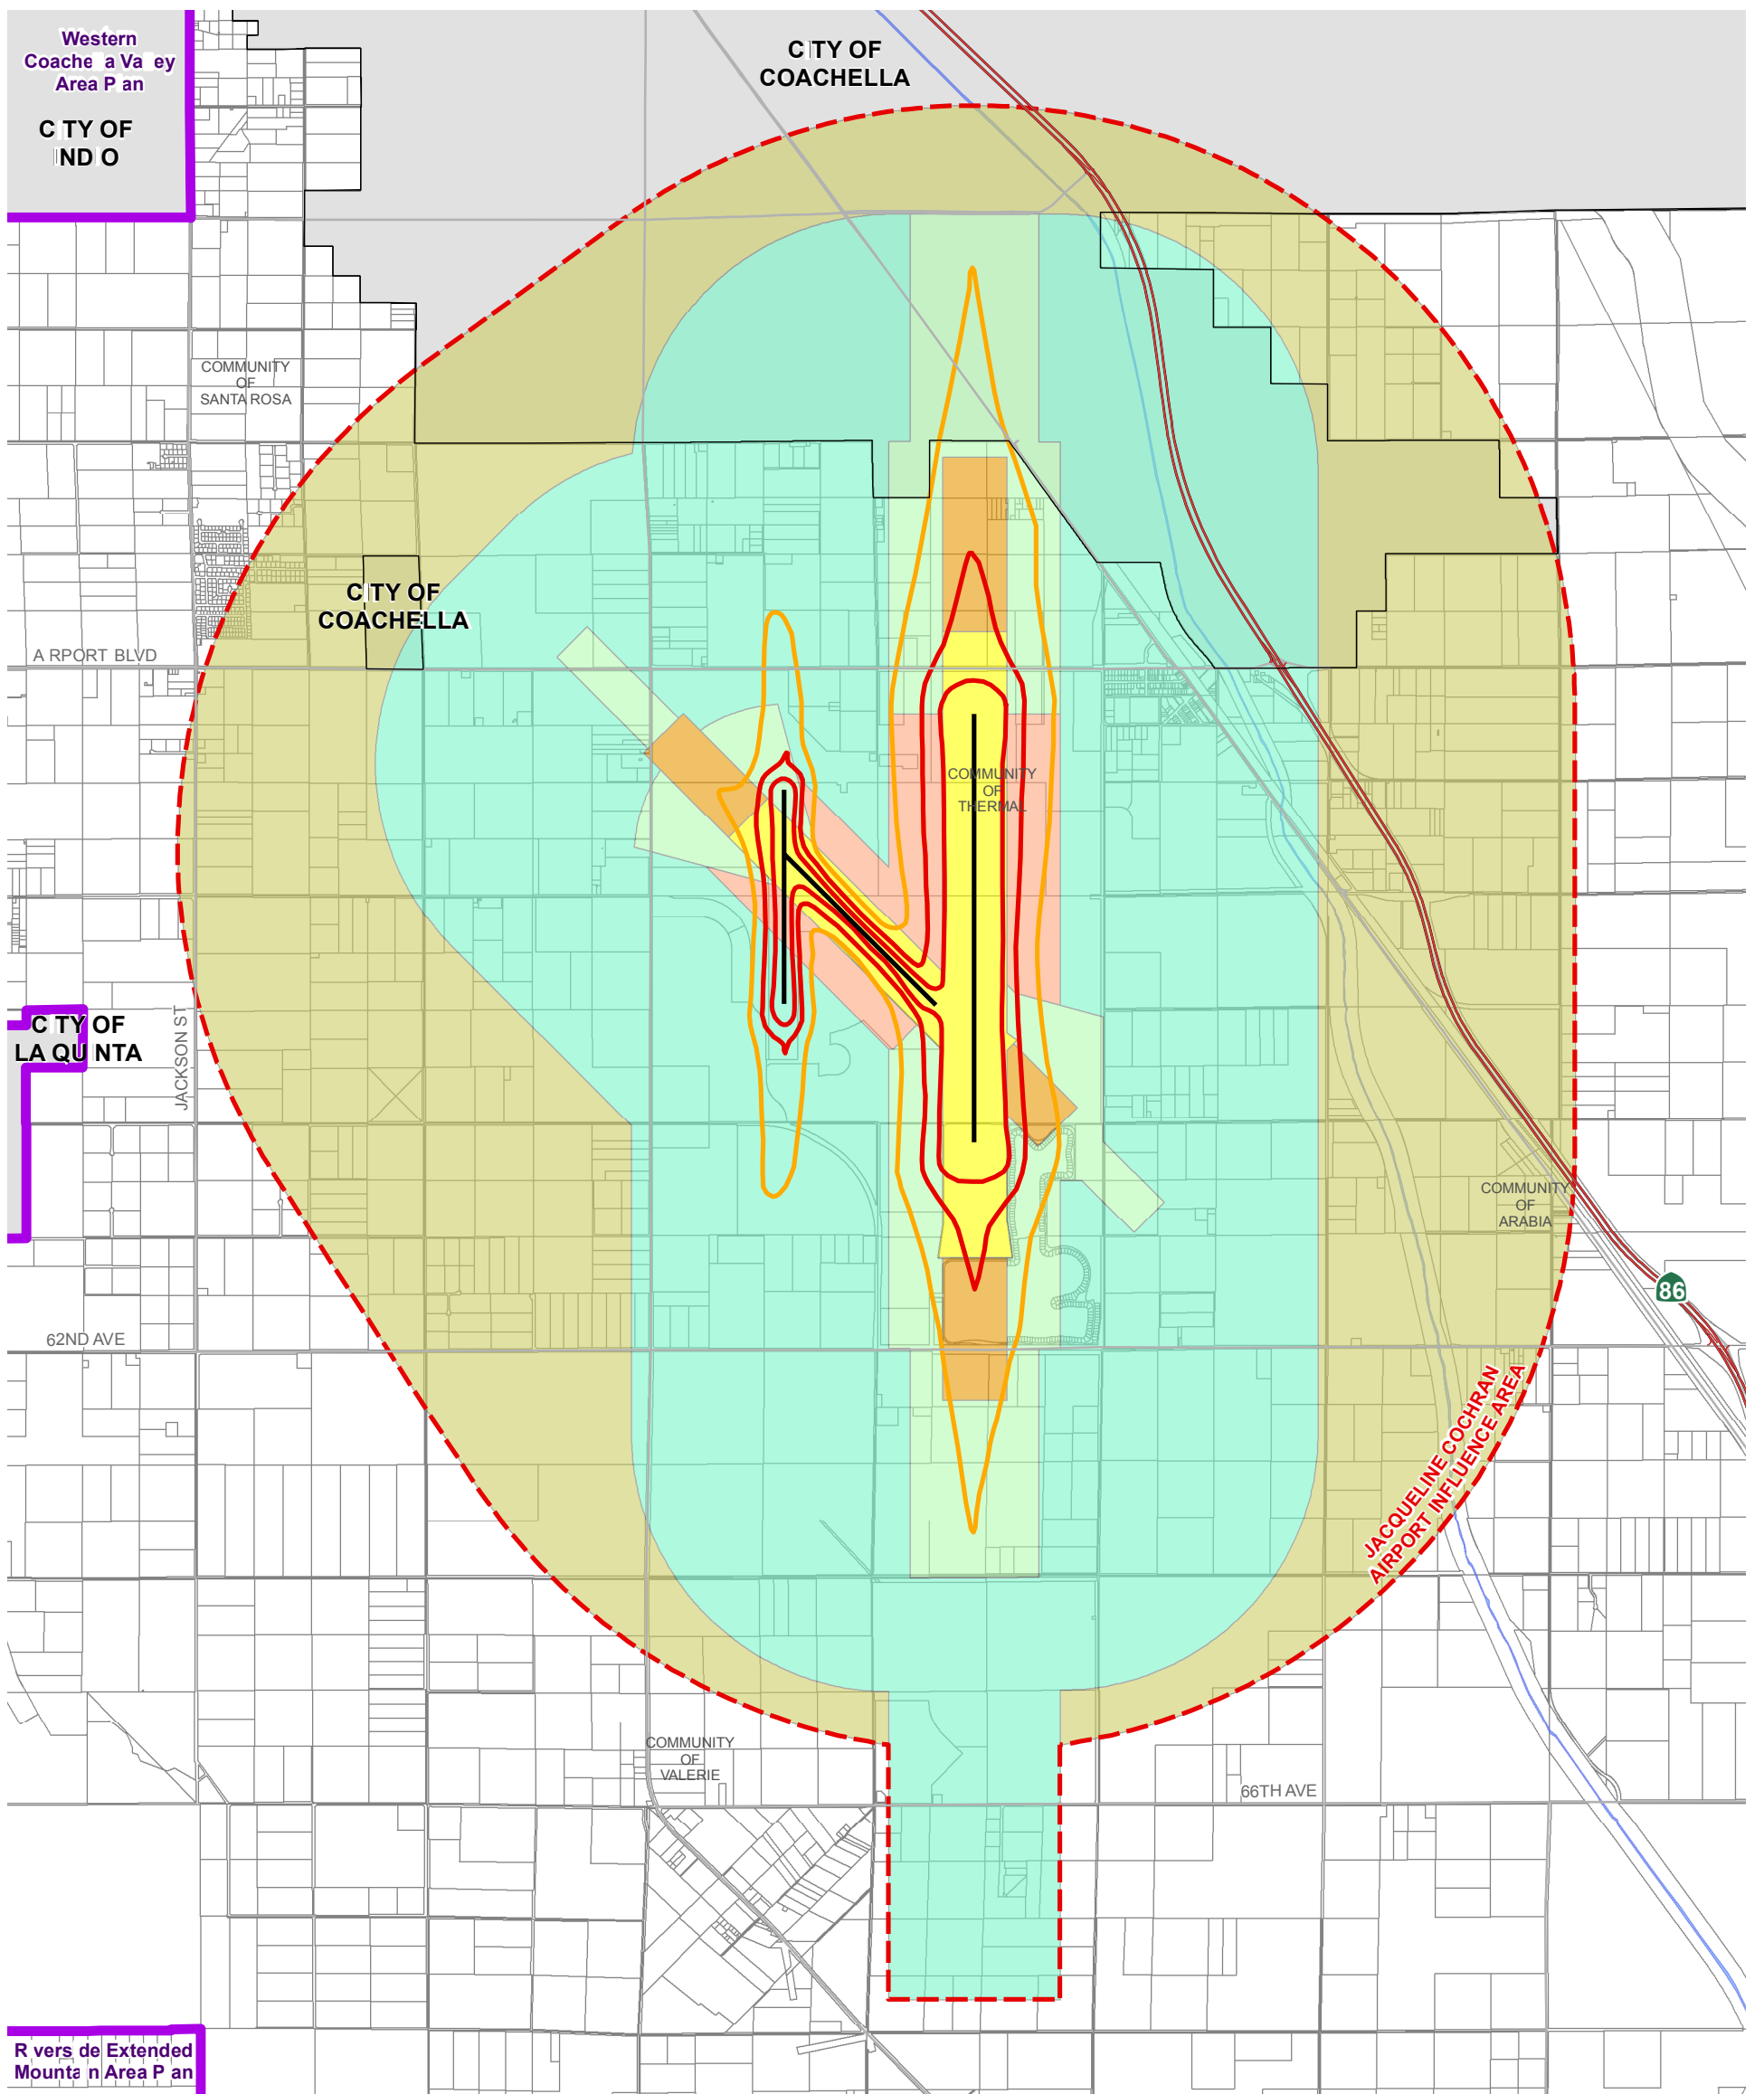 Western
Coache a Va ey
Area P an
C TY OF
ND O
C TY OF
COACHELLA
COMMUNITY
OF
SANTA ROSA
C TY OF
COACHELLA
A RPORT BLVD
COMMUNITY
OF
THERMAL
C TY OF
LA QU NTA
JACKSON ST
COMMUNITY
OF
ARABIA
86
62ND AVE
JACQUELINE COCHRAN
AIRPORT INFLUENCE AREA
COMMUNITY
OF
VALERIE
66TH AVE
R vers de Extended
Mounta n Area P an